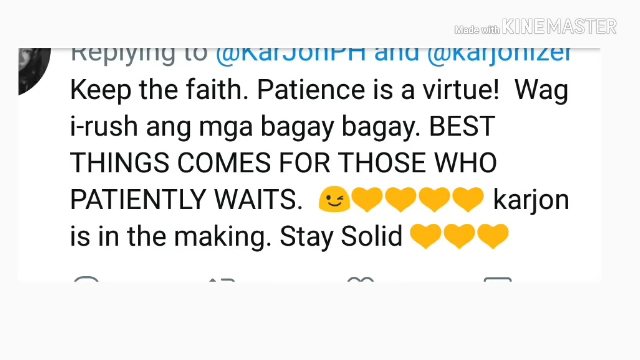 Made with KINEMASTER
Replying to @KarJonPH and @karjonizer
Keep the faith. Patience is a virtue! Wag
i-rush ang mga bagay bagay. BEST
THINGS COMES FOR THOSE WHO
PATIENTLY WAITS. 😉💛💛💛💛 karjon
is in the making. Stay Solid 💛💛💛